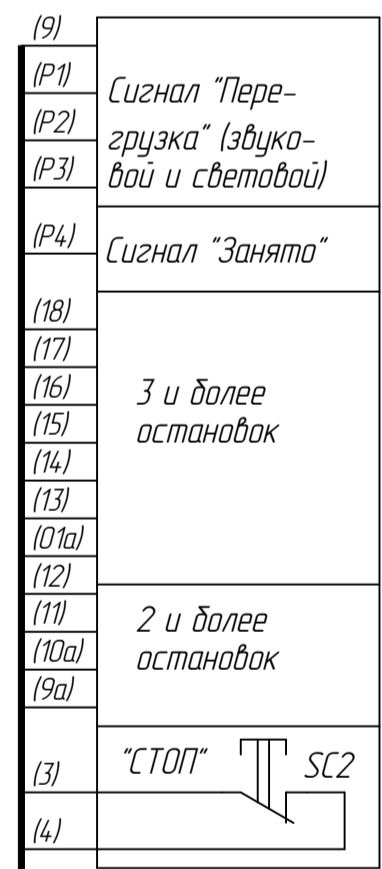 (9)
(P1)
(P2)
(P3)
Сигнал "Пере-
грузка" (звуко-
вой и световой)
(P4)
Сигнал "Занято"
(18)
(17)
(16)
(15)
(14)
(13)
(01а)
3 и более
остановок
(12)
(11)
(10а)
(9а)
2 и более
остановок
(3)
"СТОП" SC2
(4)